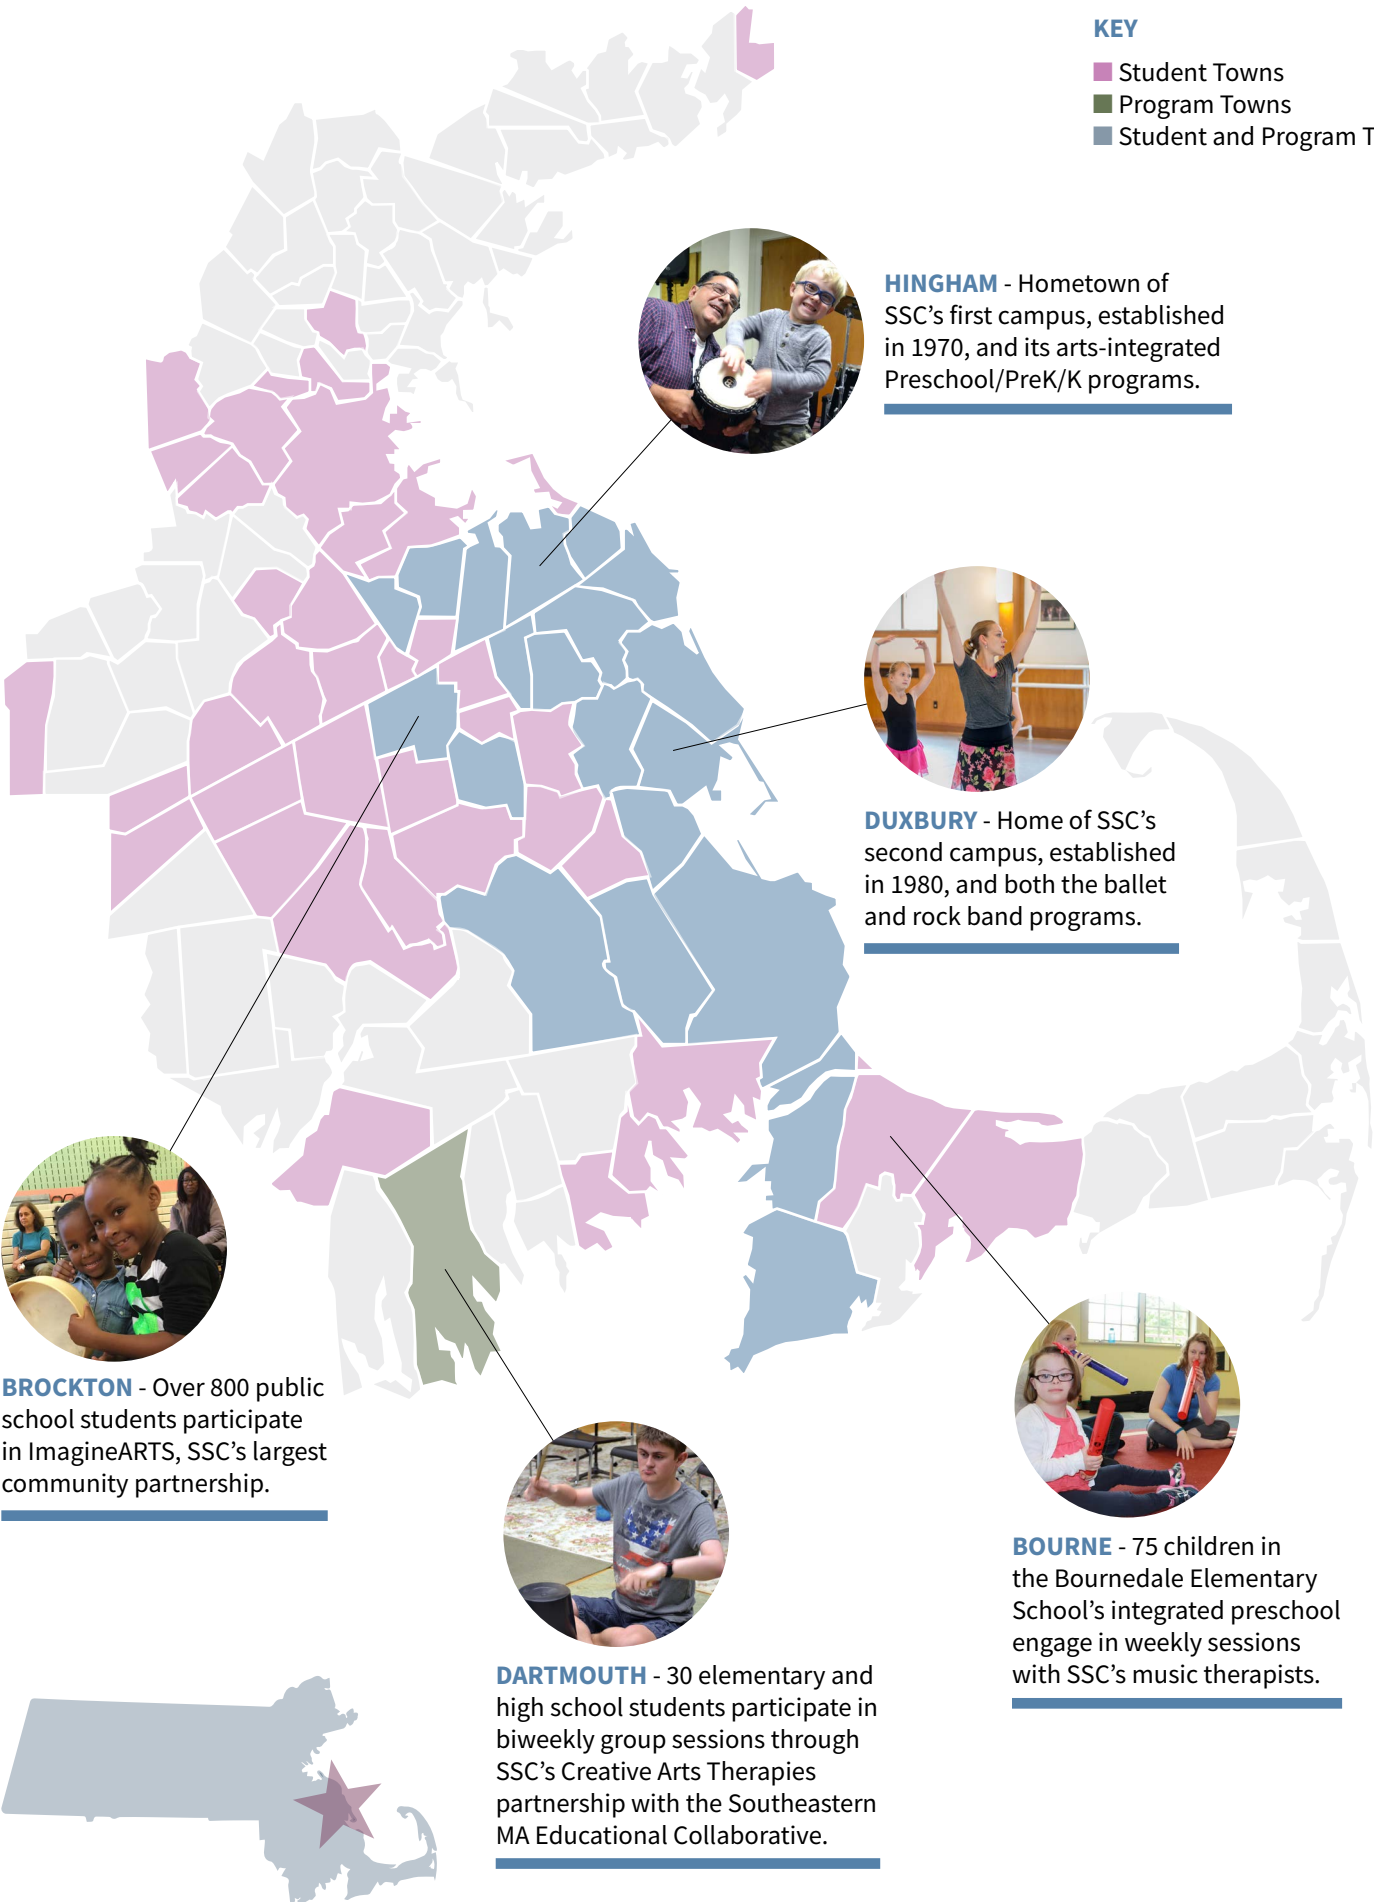 KEY
Student Towns
Program Towns
Student and Program T
HINGHAM - Hometown of
SSC’s first campus, established
in 1970, and its arts-integrated
Preschool/PreK/K programs.
DUXBURY - Home of SSC’s
second campus, established
in 1980, and both the ballet
and rock band programs.
BROCKTON - Over 800 public
school students participate
in ImagineARTS, SSC’s largest
community partnership.
DARTMOUTH - 30 elementary and
high school students participate in
biweekly group sessions through
SSC’s Creative Arts Therapies
partnership with the Southeastern
MA Educational Collaborative.
BOURNE - 75 children in
the Bournedale Elementary
School’s integrated preschool
engage in weekly sessions
with SSC’s music therapists.